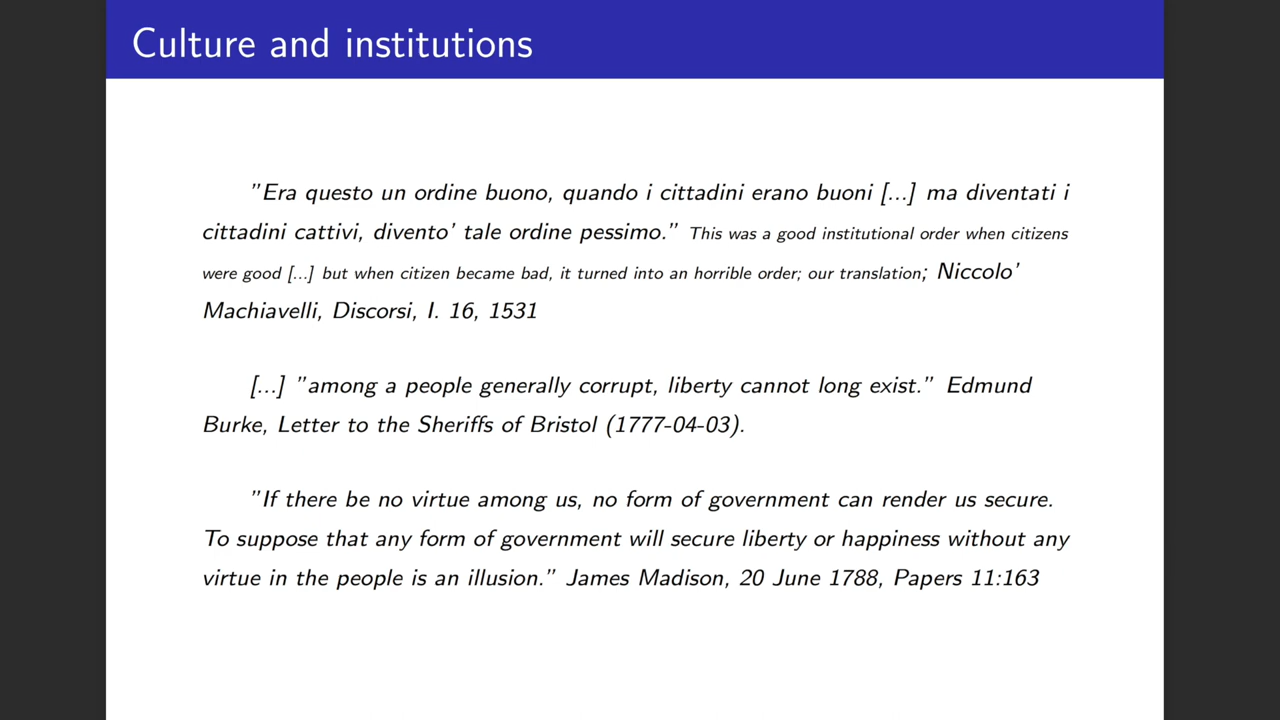 Culture and institutions
”Era questo un ordine buono, quando i cittadini erano buoni [...] ma diventati i
cittadini cattivi, divento’ tale ordine pessimo.” This was a good institutional order when citizens
were good [...] but when citizen became bad, it turned into an horrible order; our translation; Niccolo’
Machiavelli, Discorsi, I. 16, 1531
[...] ”among a people generally corrupt, liberty cannot long exist.” Edmund
Burke, Letter to the Sheriffs of Bristol (1777-04-03).
”If there be no virtue among us, no form of government can render us secure.
To suppose that any form of government will secure liberty or happiness without any
virtue in the people is an illusion.” James Madison, 20 June 1788, Papers 11:163